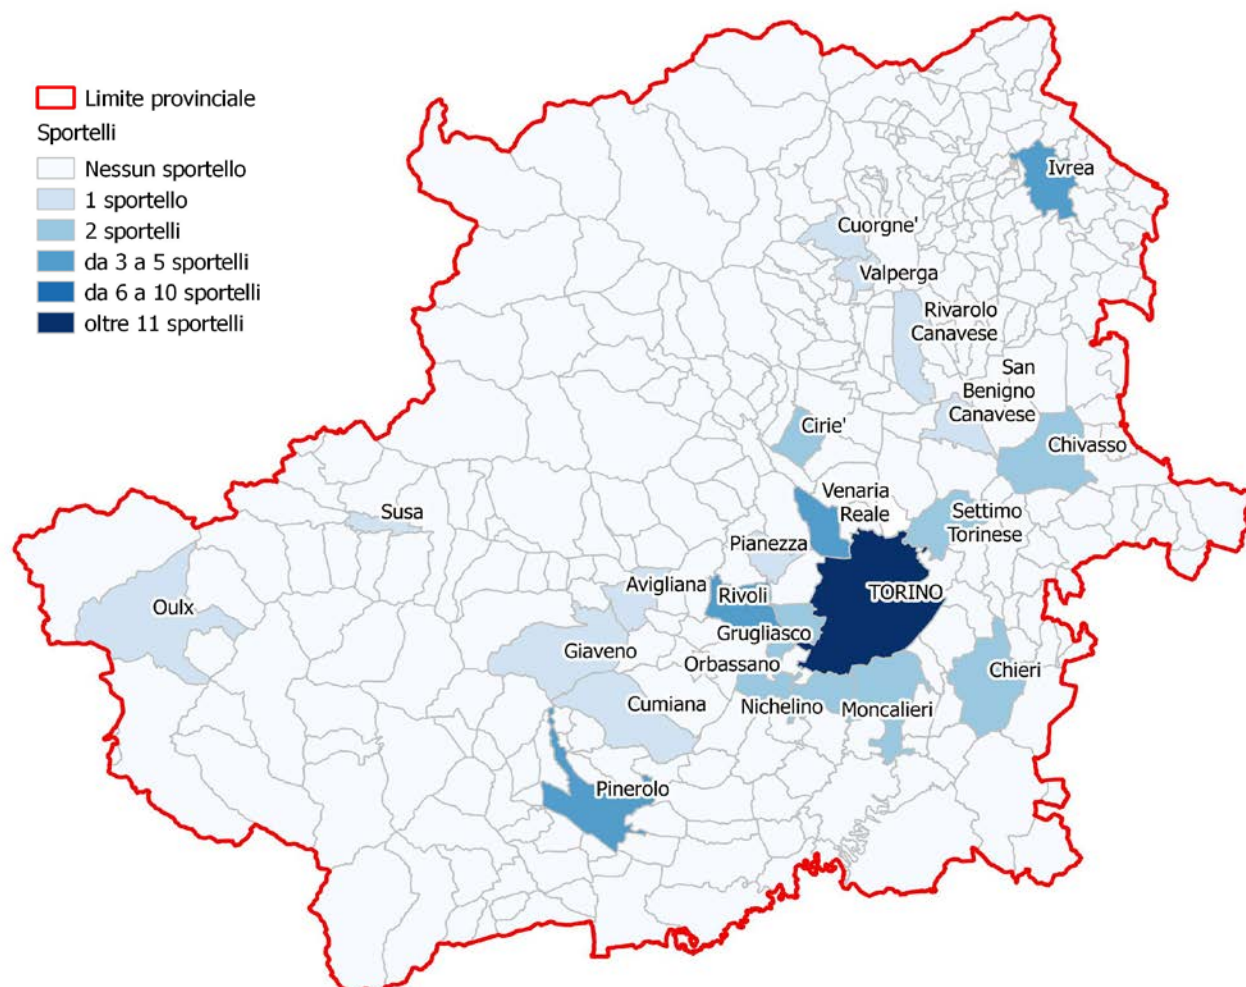 Limite provinciale
Sportelli
Nessun sportello
1 sportello
2 sportelli
da 3 a 5 sportelli
da 6 a 10 sportelli
oltre 11 sportelli
Ivrea
Cuorgne'
Valperga
Rivarolo
Canavese
San
Benigno
Canavese
Cirie'
Chivasso
Venaria
Reale
Susa
Settimo
Torinese
Pianezza
Avigliana
Rivoli
TORINO
Oulx
Grugliasco
Giaveno
Orbassano
Chieri
Cumiana
Nichelino
Moncalieri
Pinerolo